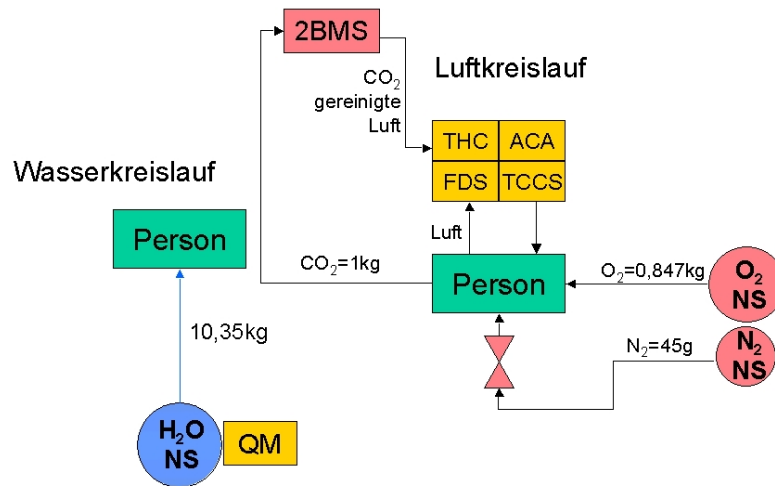 2BMS
Luftkreislauf
CO₂
gereinigte
Luft
THC
ACA
FDS
TCCS
Wasserkreislauf
Person
Luft
CO₂=1kg
Person
O₂=0,847kg
O₂
NS
N₂=45g
N₂
NS
10,35kg
H₂O
NS
QM